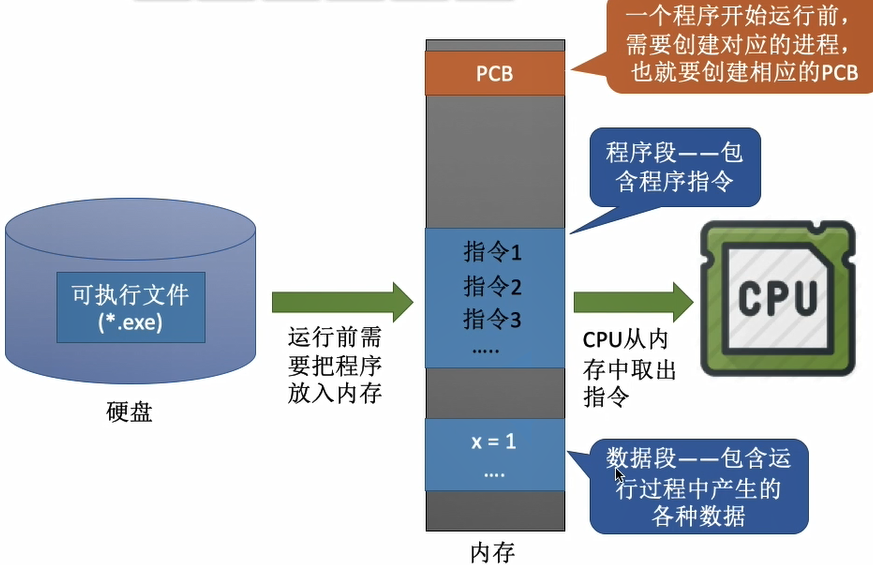 一个程序开始运行前，
需要创建对应的进程，
也就要创建相应的PCB
PCB
程序段——包
含程序指令
指令1
指令2
指令3
.....
可执行文件
(*.exe)
CPU
运行前需
要把程序
放入内存
CPU从内
存中取出
指令
硬盘
x = 1
....
数据段——包含运
行过程中产生的
各种数据
内存